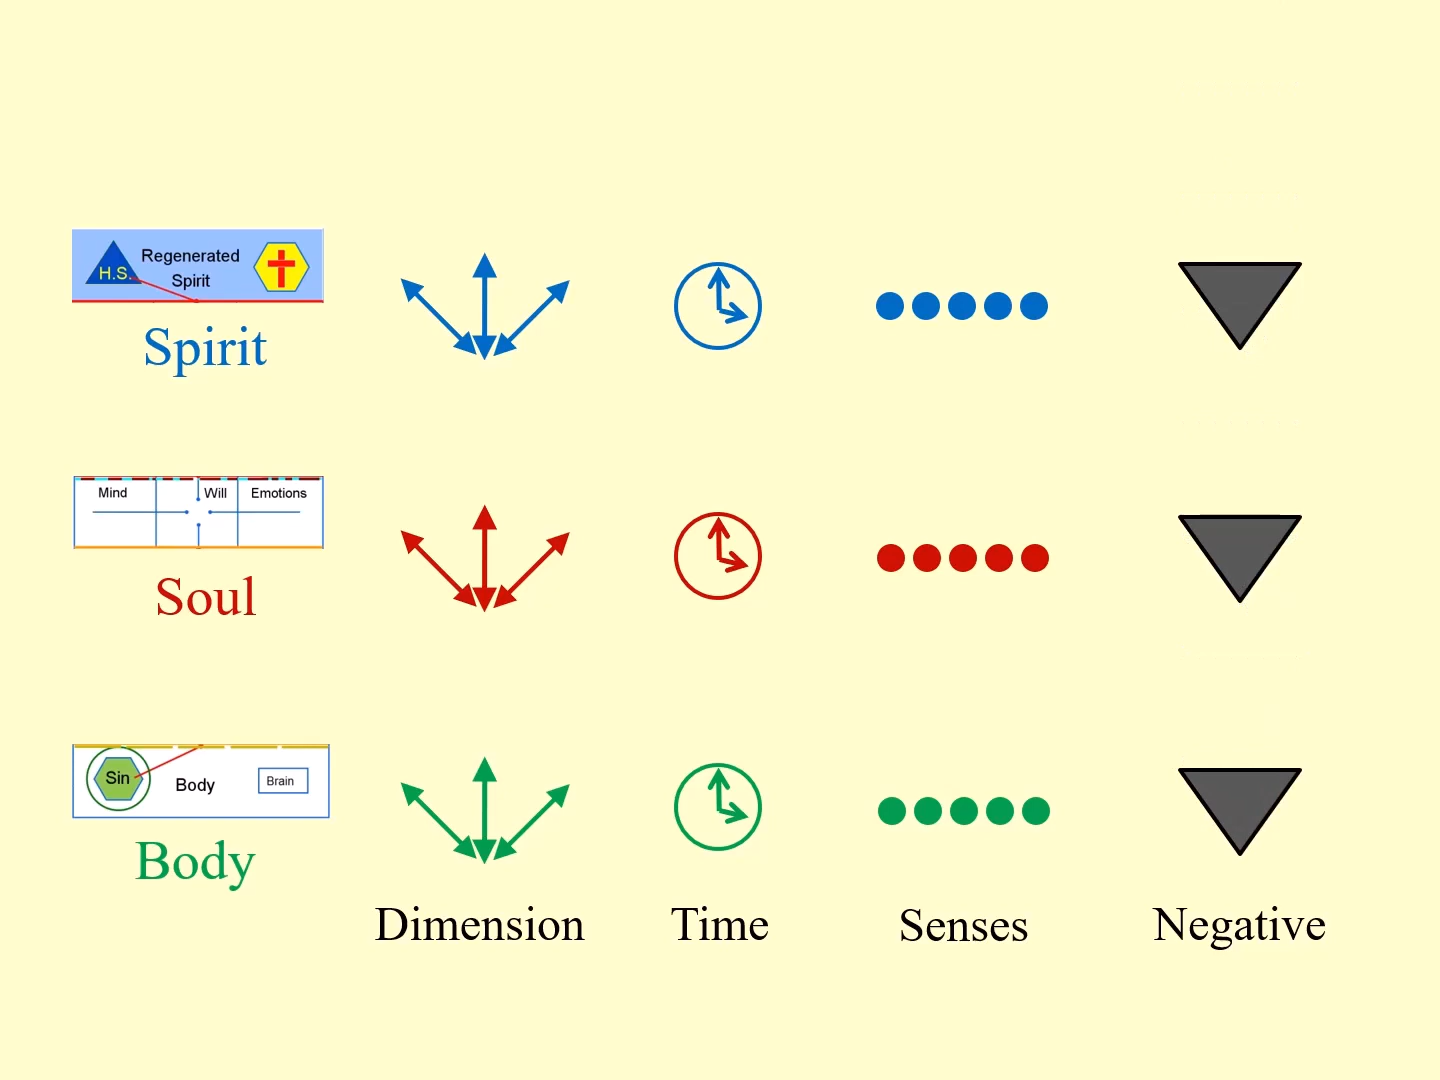 H.S.
Regenerated
Spirit
Spirit
Mind
Will
Emotions
Soul
Sin
Body
Brain
Body
Dimension
Time
Senses
Negative